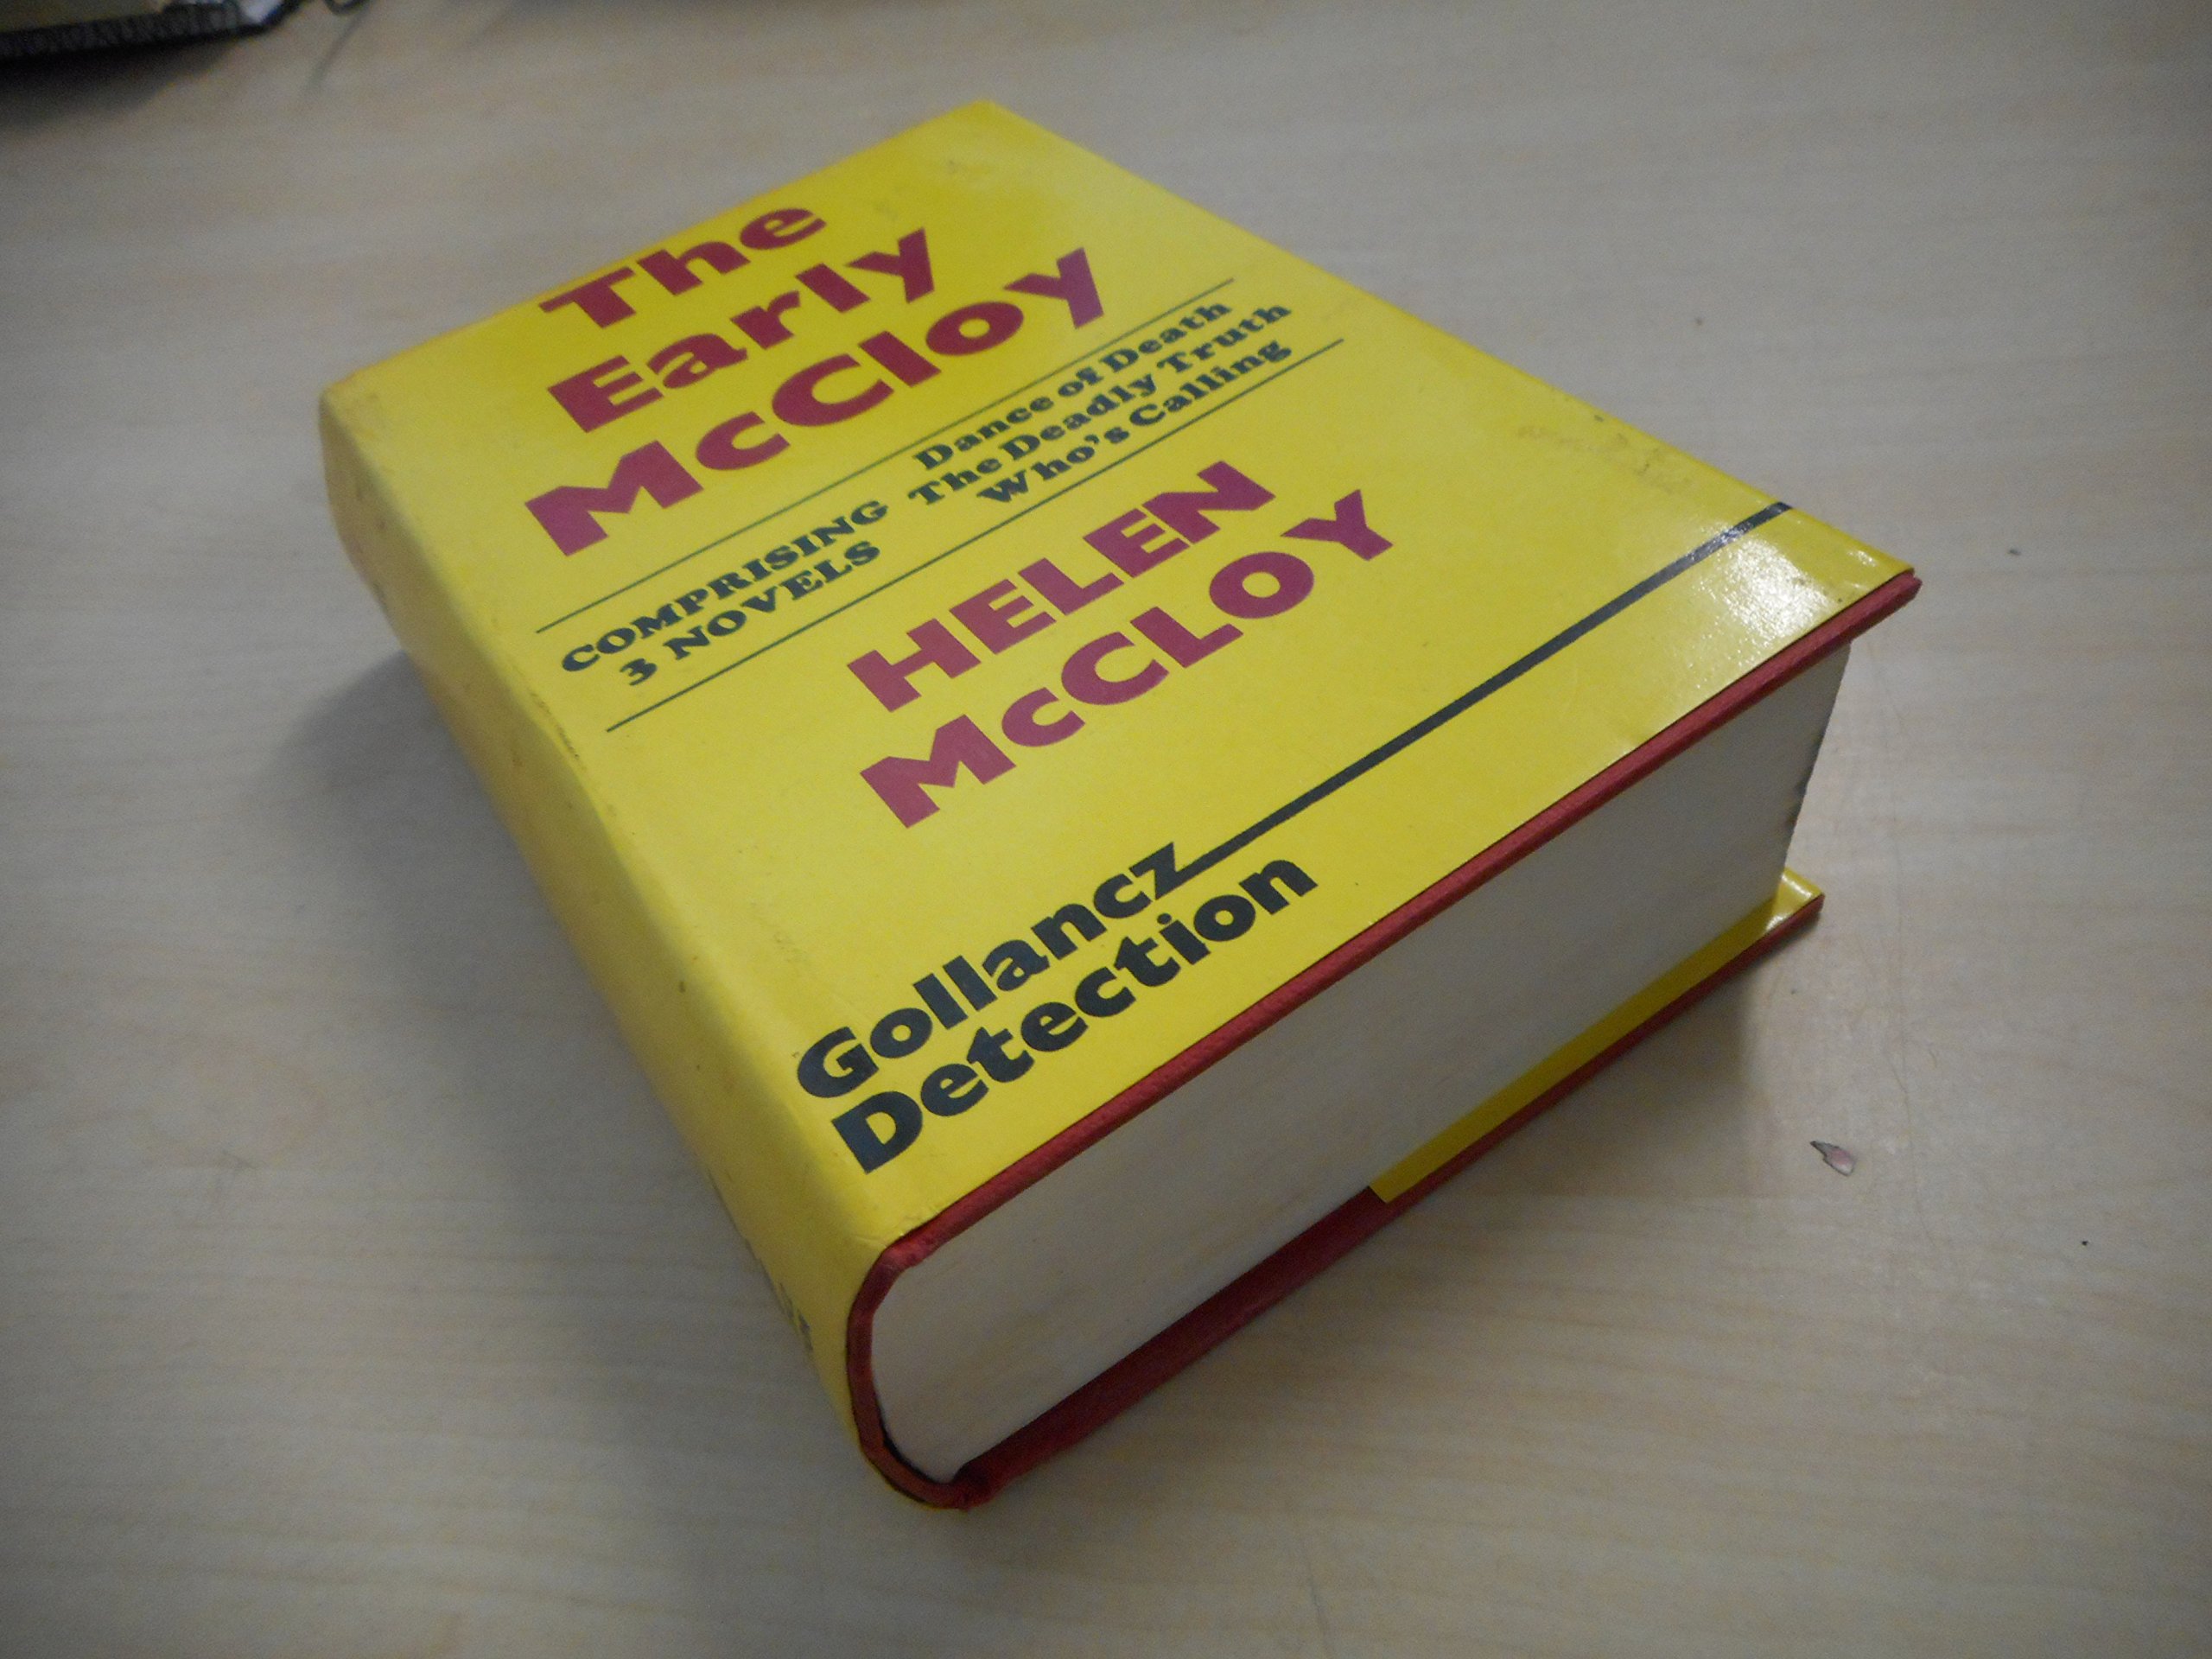 The
Early
McCloy
COMPRISING
3 NOVELS
Dance of Death
The Deadly Truth
Who's Calling
HELEN
McCLOY
Gollancz
Detection